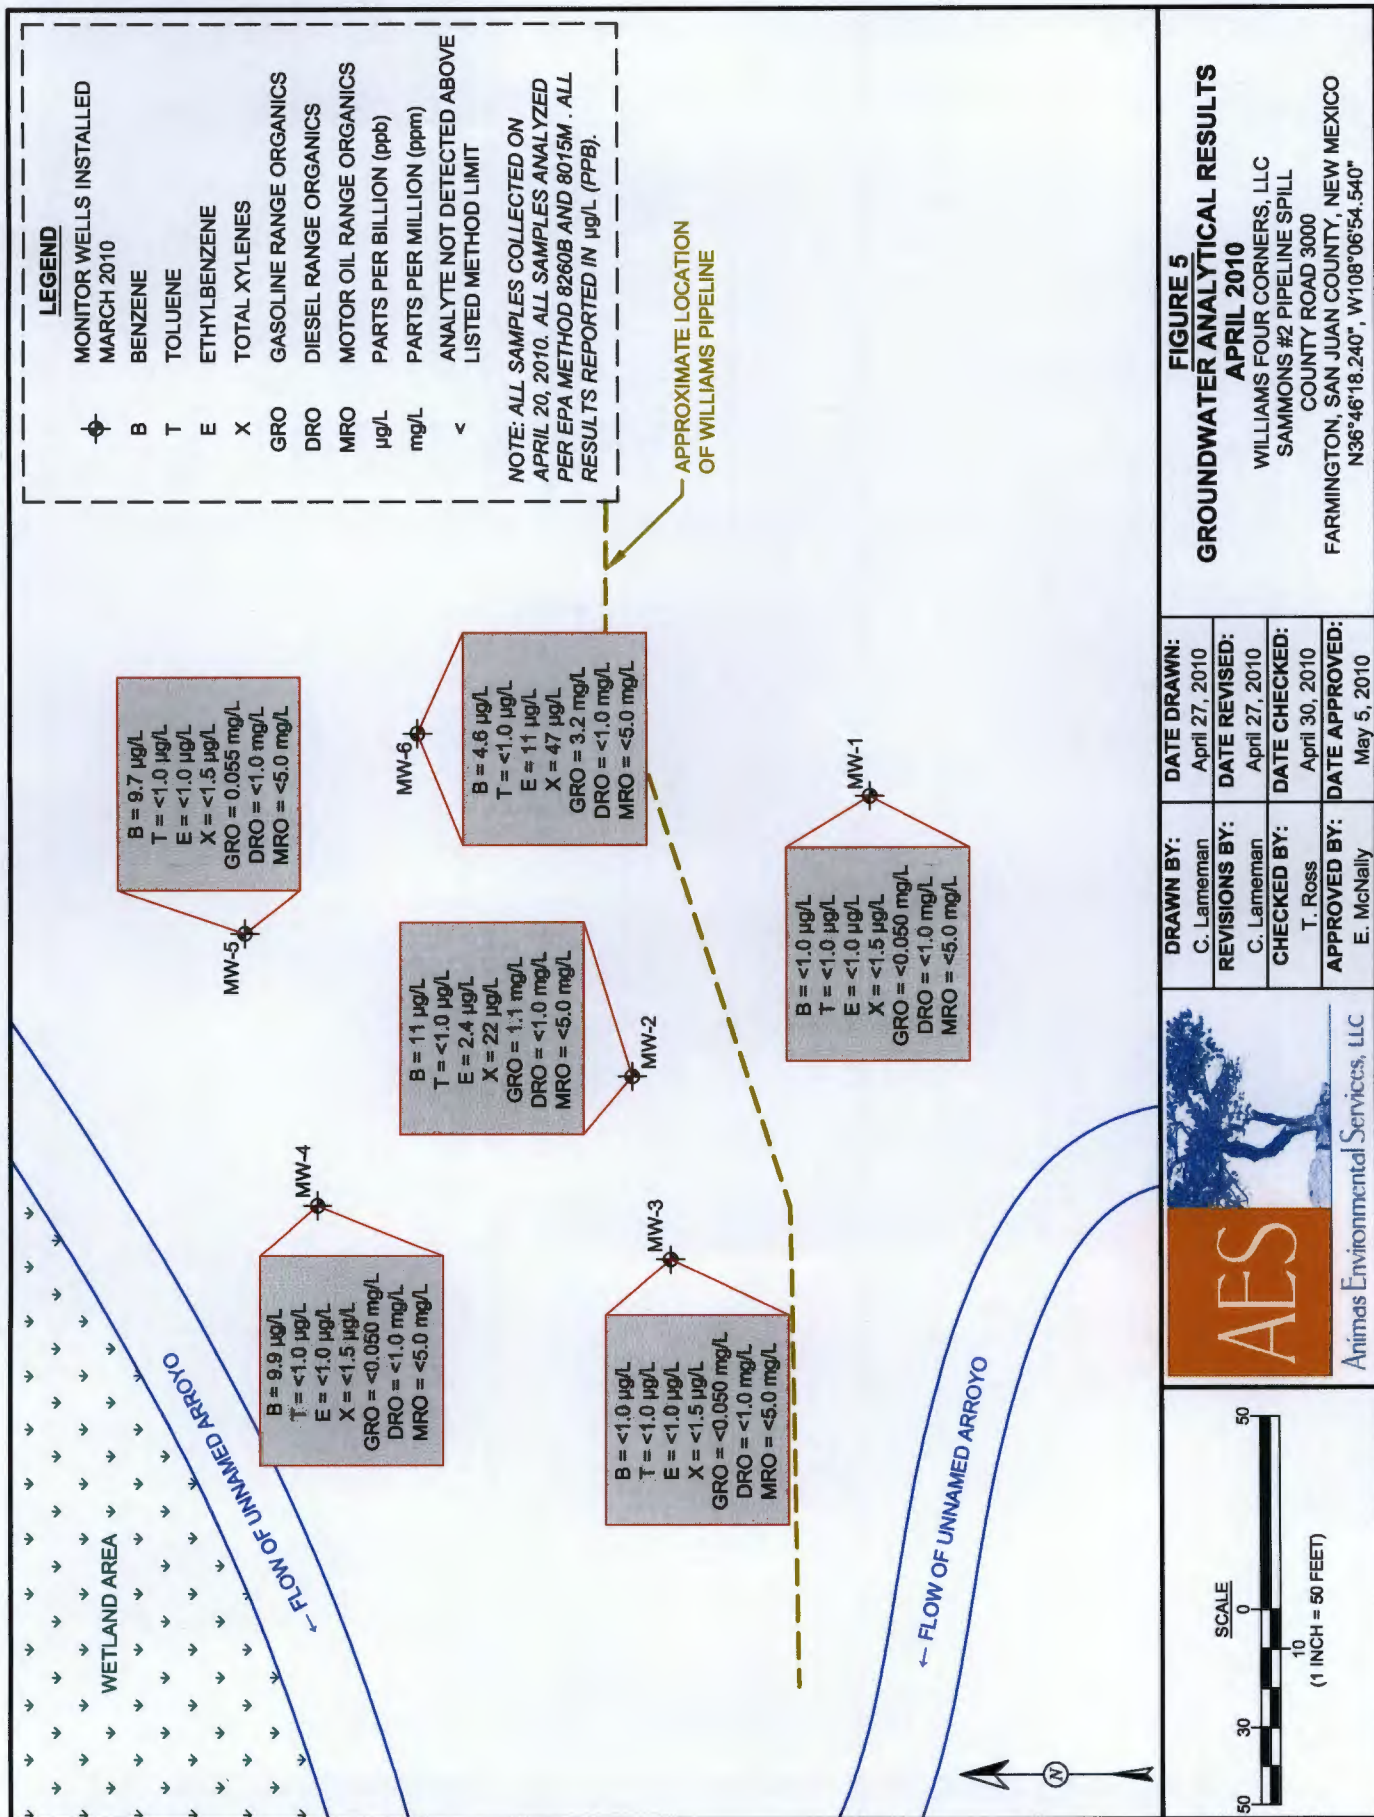 LEGEND
MONITOR WELLS INSTALLED
MARCH 2010
B BENZENE
T TOLUENE
E ETHYLBENZENE
X TOTAL XYLENES
GRO GASOLINE RANGE ORGANICS
DRO DIESEL RANGE ORGANICS
MRO MOTOR OIL RANGE ORGANICS
µg/L PARTS PER BILLION (ppb)
mg/L PARTS PER MILLION (ppm)
< ANALYTE NOT DETECTED ABOVE
LISTED METHOD LIMIT
NOTE: ALL SAMPLES COLLECTED ON
APRIL 20, 2010. ALL SAMPLES ANALYZED
PER EPA METHOD 8260B AND 8015M . ALL
RESULTS REPORTED IN µg/L (PPB).
WETLAND AREA
← FLOW OF UNNAMED ARROYO
MW-5
B = 9.7 µg/L
T = <1.0 µg/L
E = <1.0 µg/L
X = <1.5 µg/L
GRO = 0.055 mg/L
DRO = <1.0 mg/L
MRO = <5.0 mg/L
MW-4
B = 9.9 µg/L
T = <1.0 µg/L
E = <1.0 µg/L
X = <1.5 µg/L
GRO = <0.050 mg/L
DRO = <1.0 mg/L
MRO = <5.0 mg/L
MW-6
B = 4.6 µg/L
T = <1.0 µg/L
E = 11 µg/L
X = 47 µg/L
GRO = 3.2 mg/L
DRO = <1.0 mg/L
MRO = <5.0 mg/L
B = 11 µg/L
T = <1.0 µg/L
E = 2.4 µg/L
X = 22 µg/L
GRO = 1.1 mg/L
DRO = <1.0 mg/L
MRO = <5.0 mg/L
MW-2
MW-3
B = <1.0 µg/L
T = <1.0 µg/L
E = <1.0 µg/L
X = <1.5 µg/L
GRO = <0.050 mg/L
DRO = <1.0 mg/L
MRO = <5.0 mg/L
APPROXIMATE LOCATION
OF WILLIAMS PIPELINE
MW-1
B = <1.0 µg/L
T = <1.0 µg/L
E = <1.0 µg/L
X = <1.5 µg/L
GRO = <0.050 mg/L
DRO = <1.0 mg/L
MRO = <5.0 mg/L
← FLOW OF UNNAMED ARROYO
N
SCALE
50 30 0 50
10
(1 INCH = 50 FEET)
AES
Animas Environmental Services, LLC
DRAWN BY:
C. Lameman
DATE DRAWN:
April 27, 2010
REVISIONS BY:
C. Lameman
DATE REVISED:
April 27, 2010
CHECKED BY:
T. Ross
DATE CHECKED:
April 30, 2010
APPROVED BY:
E. McNally
DATE APPROVED:
May 5, 2010
FIGURE 5
GROUNDWATER ANALYTICAL RESULTS
APRIL 2010
WILLIAMS FOUR CORNERS, LLC
SAMMONS #2 PIPELINE SPILL
COUNTY ROAD 3000
FARMINGTON, SAN JUAN COUNTY, NEW MEXICO
N36°46'18.240", W108°06'54.540"